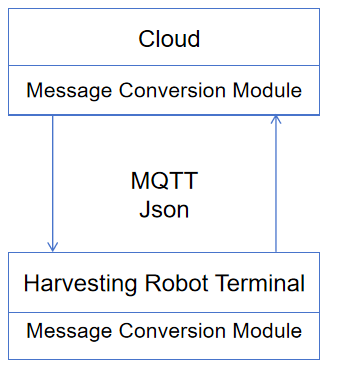 Cloud
Message Conversion Module
MQTT
Json
Harvesting Robot Terminal
Message Conversion Module